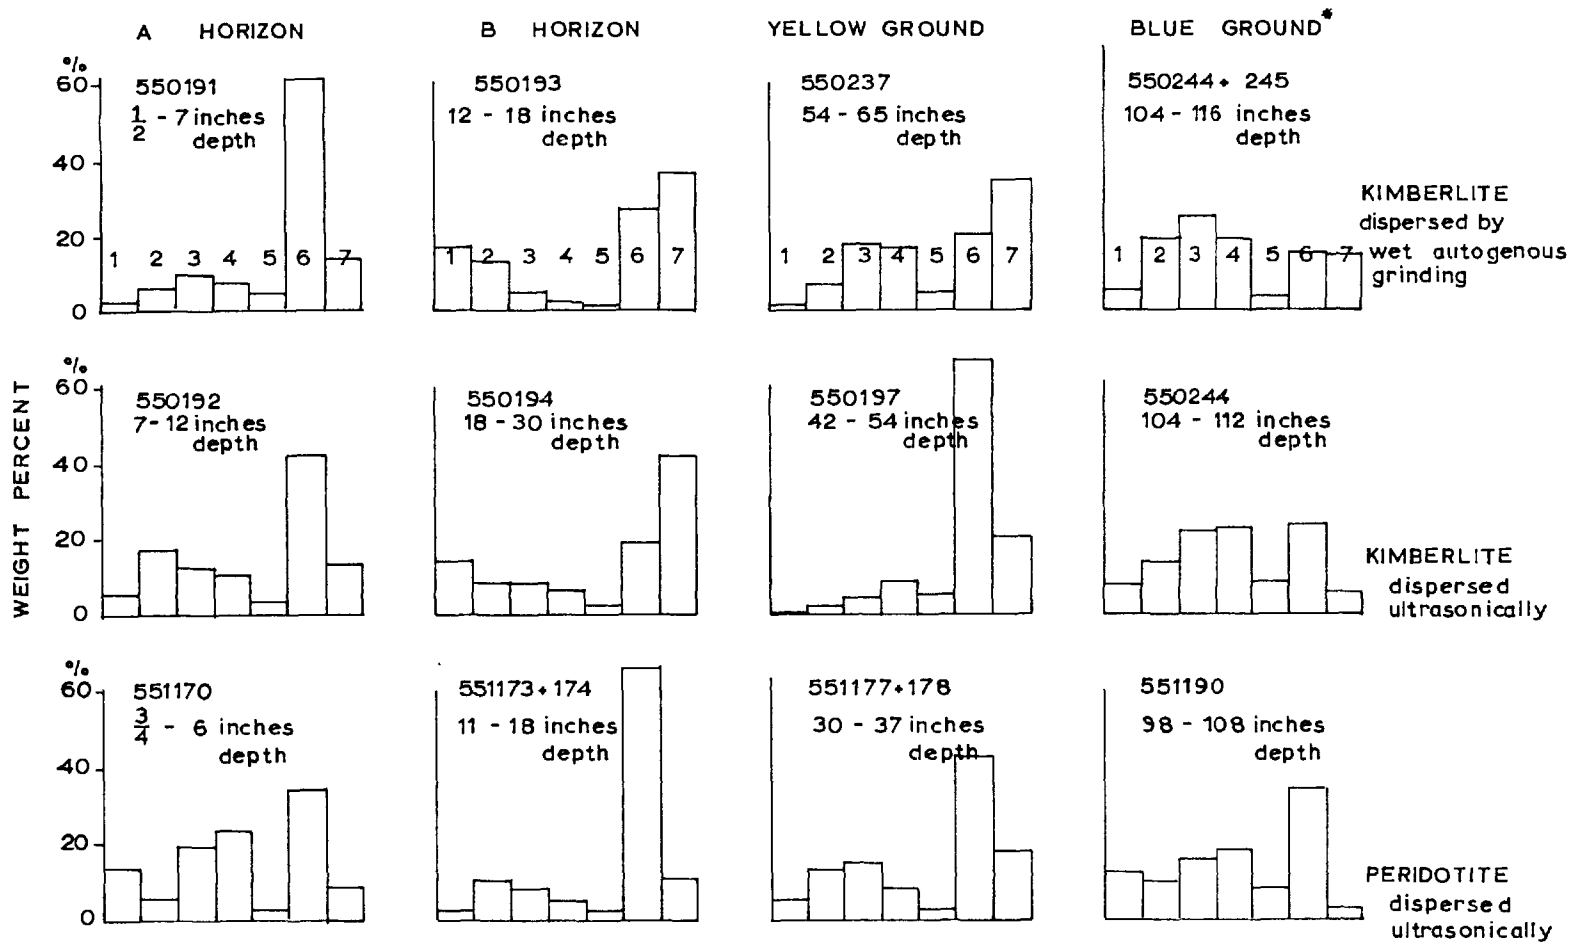 A HORIZON
B HORIZON
YELLOW GROUND
BLUE GROUND*
%
60
40
20
0
550191
1/2 - 7 inches
depth
1 2 3 4 5 6 7
550193
12 - 18 inches
depth
1 2 3 4 5 6 7
550237
54 - 65 inches
depth
1 2 3 4 5 6 7
550244+ 245
104 - 116 inches
depth
1 2 3 4 5 6 7
KIMBERLITE
dispersed by
wet autogenous
grinding
WEIGHT PERCENT
%
60
40
20
0
550192
7-12 inches
depth
550194
18 - 30 inches
depth
550197
42 - 54 inches
depth
550244
104 - 112 inches
depth
KIMBERLITE
dispersed
ultrasonically
%
60
40
20
0
551170
3/4 - 6 inches
depth
551173+174
11 - 18 inches
depth
551177+178
30 - 37 inches
depth
551190
98 - 108 inches
depth
PERIDOTITE
dispersed
ultrasonically